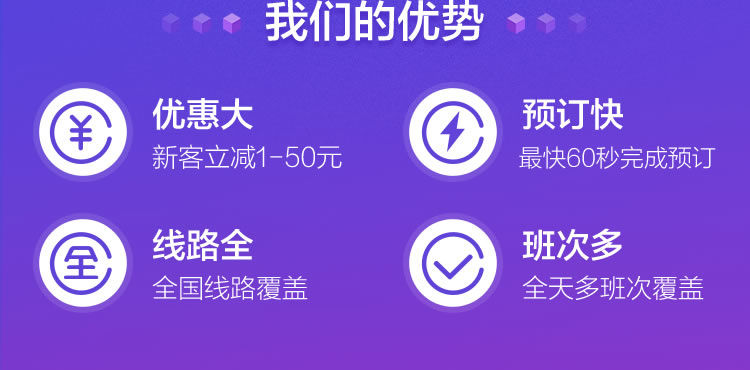 我们的优势
优惠大
新客立减1-50元
预订快
最快60秒完成预订
全
线路全
全国线路覆盖
班次多
全天多班次覆盖